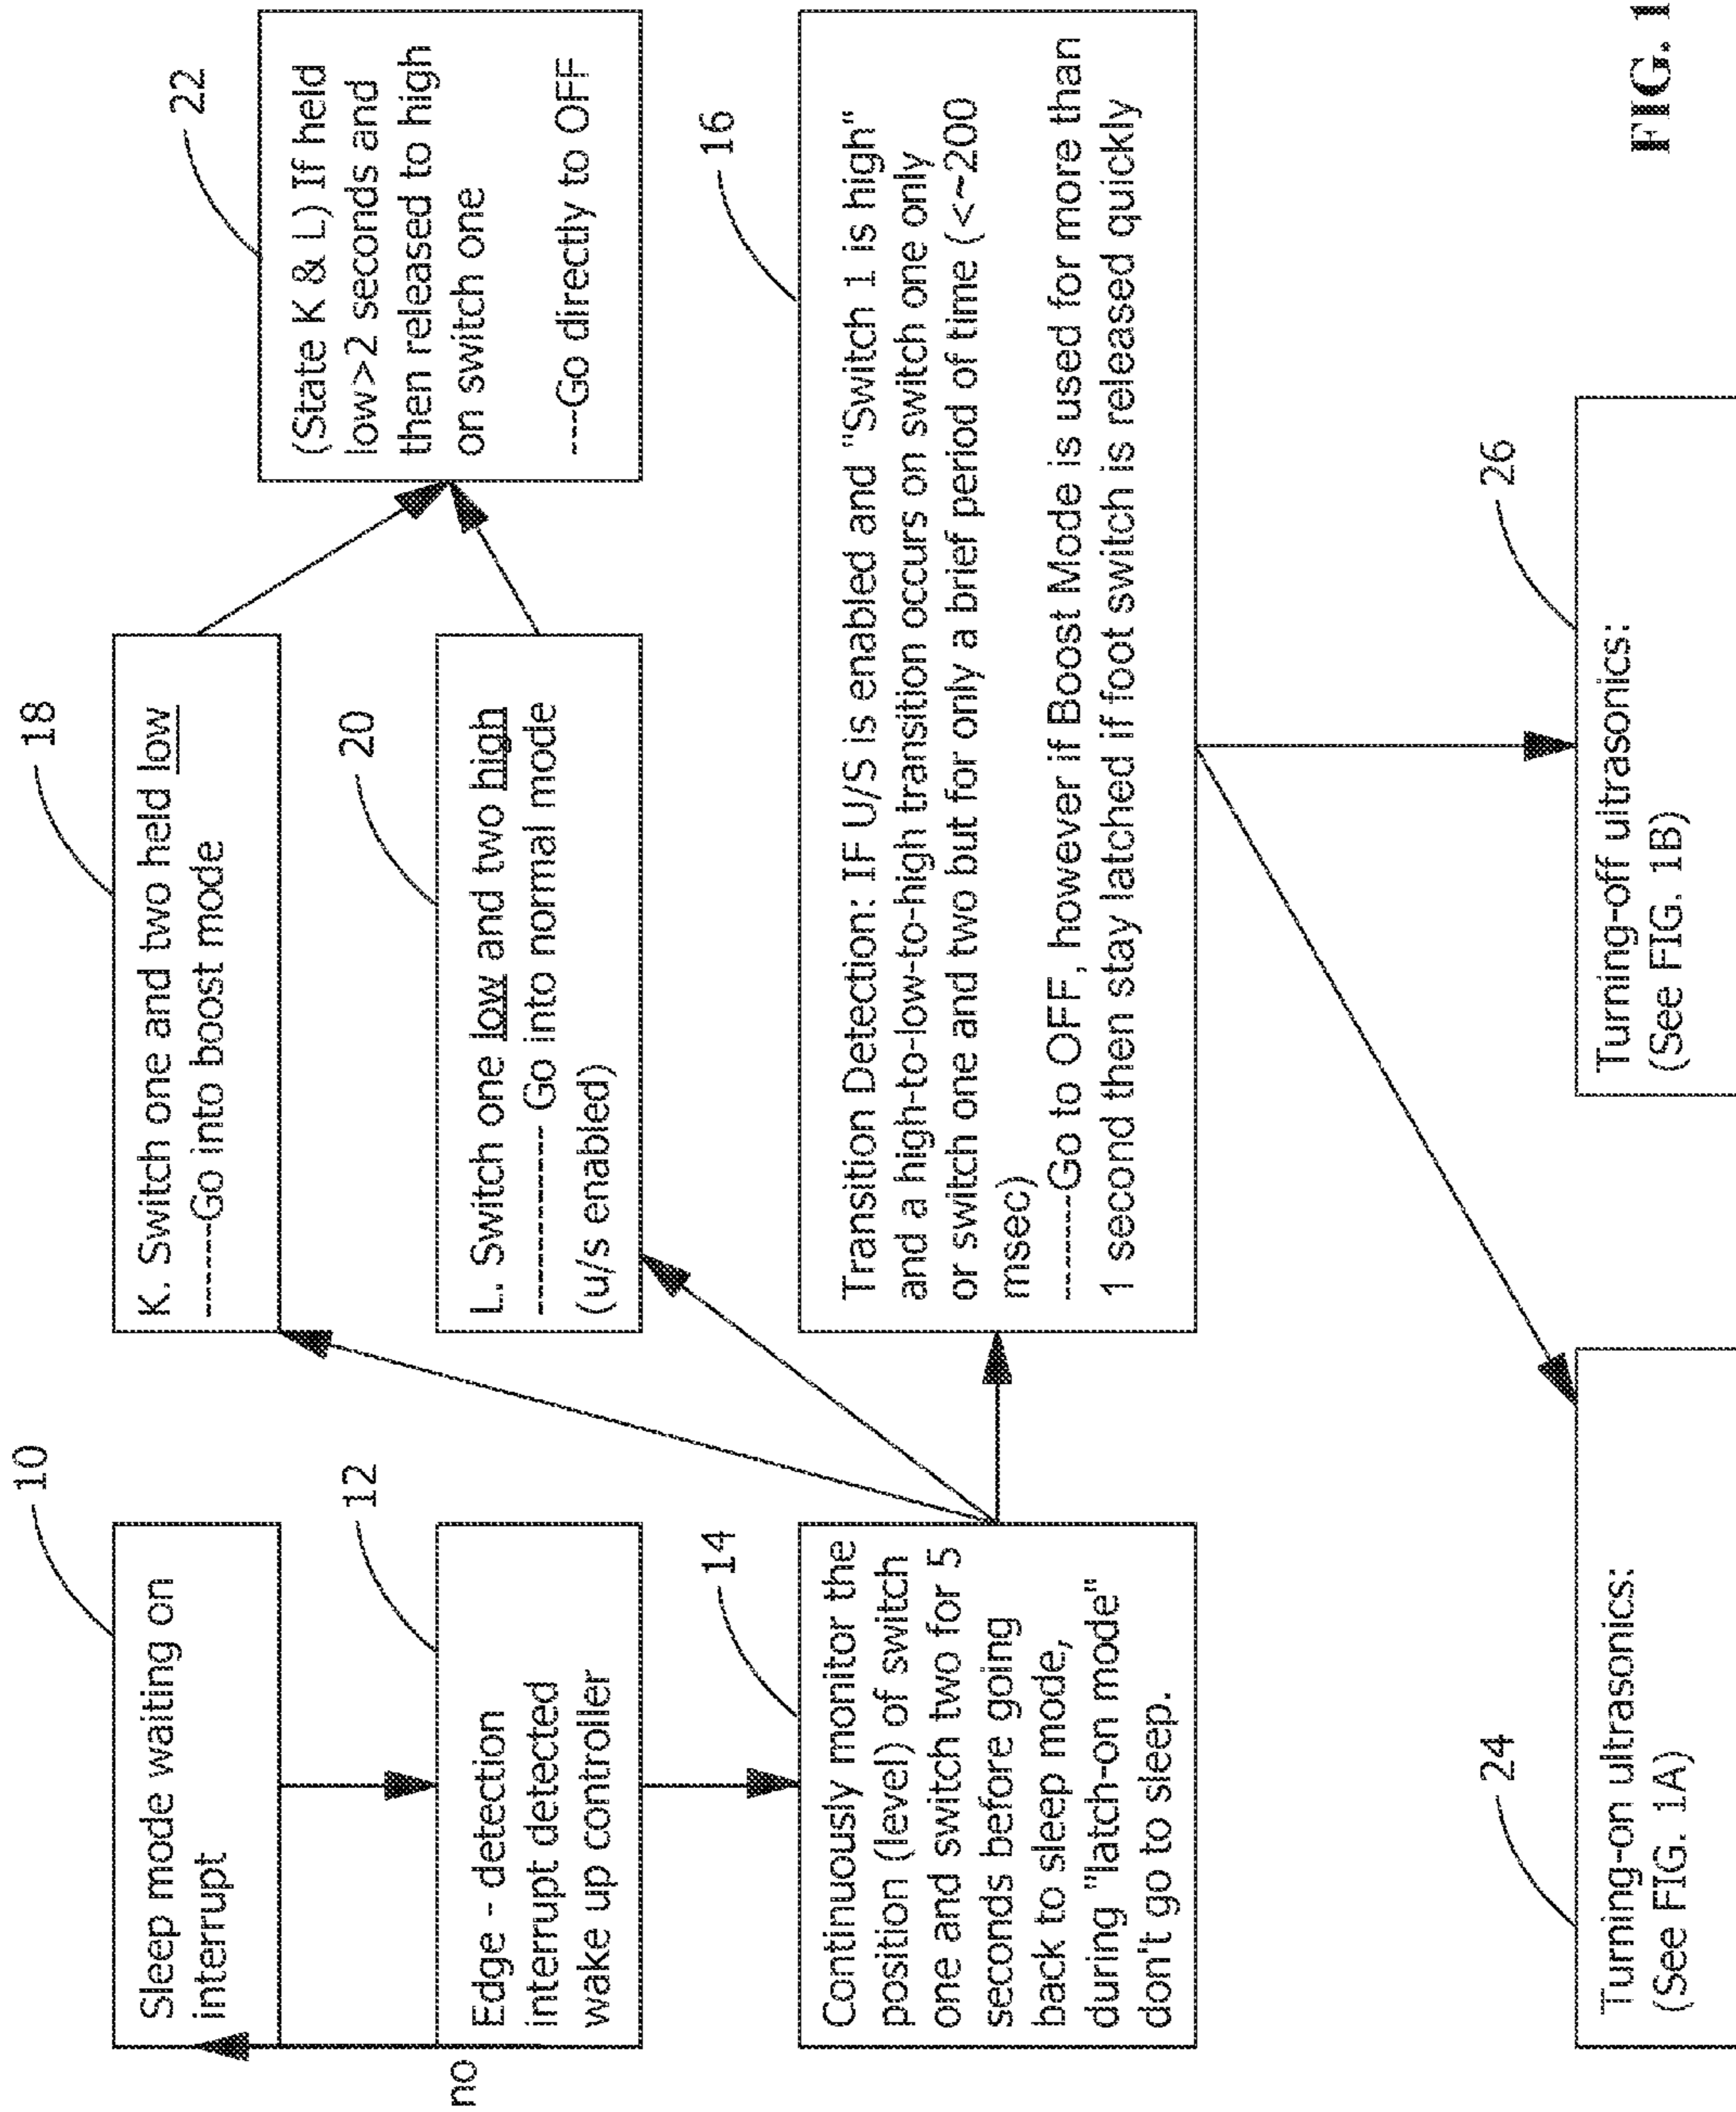 10
Sleep mode waiting on
interrupt
no
12
Edge - detection
interrupt detected
wake up controller
14
Continuously monitor the
position (level) of switch
one and switch two for 5
seconds before going
back to sleep mode,
during "latch-on mode"
don't go to sleep.
18
K. Switch one and two held low
------Go into boost mode
20
L. Switch one low and two high
------------- Go into normal mode
(u/s enabled)
22
(State K & L) If held
low>2 seconds and
then released to high
on switch one
---Go directly to OFF
16
Transition Detection: IF U/S is enabled and "Switch 1 is high"
and a high-to-low-to-high transition occurs on switch one only
or switch one and two but for only a brief period of time (<~200
msec)
------Go to OFF, however if Boost Mode is used for more than
1 second then stay latched if foot switch is released quickly
24
Turning-on ultrasonics:
(See FIG. 1A)
26
Turning-off ultrasonics:
(See FIG. 1B)
FIG. 1